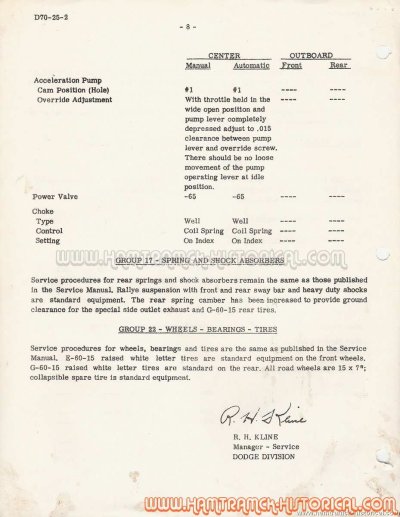 D70-25-2
- 8 -
CENTER OUTBOARD
Manual Automatic Front Rear
Acceleration Pump
Cam Position (Hole) #1 #1 ---- ----
Override Adjustment With throttle held in the ---- ----
wide open position and
pump lever completely
depressed adjust to .015
clearance between pump
lever and override screw.
There should be no loose
movement of the pump
operating lever at idle
position.
Power Valve -65 -65 ---- ----
Choke
Type Well Well ---- ----
Control Coil Spring Coil Spring ---- ----
Setting On Index On Index ---- ----
WWW.HAMTRAMCK-HISTORICAL.COM
GROUP 17 - SPRING AND SHOCK ABSORBERS
Service procedures for rear springs and shock absorbers remain the same as those published
in the Service Manual. Rallye suspension with front and rear sway bar and heavy duty shocks
are standard equipment. The rear spring camber has been increased to provide ground
clearance for the special side outlet exhaust and G-60-15 rear tires.
GROUP 22 - WHEELS - BEARINGS - TIRES
Service procedures for wheels, bearings and tires are the same as published in the Service
Manual. E-60-15 raised white letter tires are standard equipment on the front wheels.
G-60-15 raised white letter tires are standard on the rear. All road wheels are 15 x 7";
collapsible spare tire is standard equipment.
R. H. Kline
R. H. KLINE
Manager - Service
DODGE DIVISION
WWW.HAMTRAMCK-HISTORICAL.COM